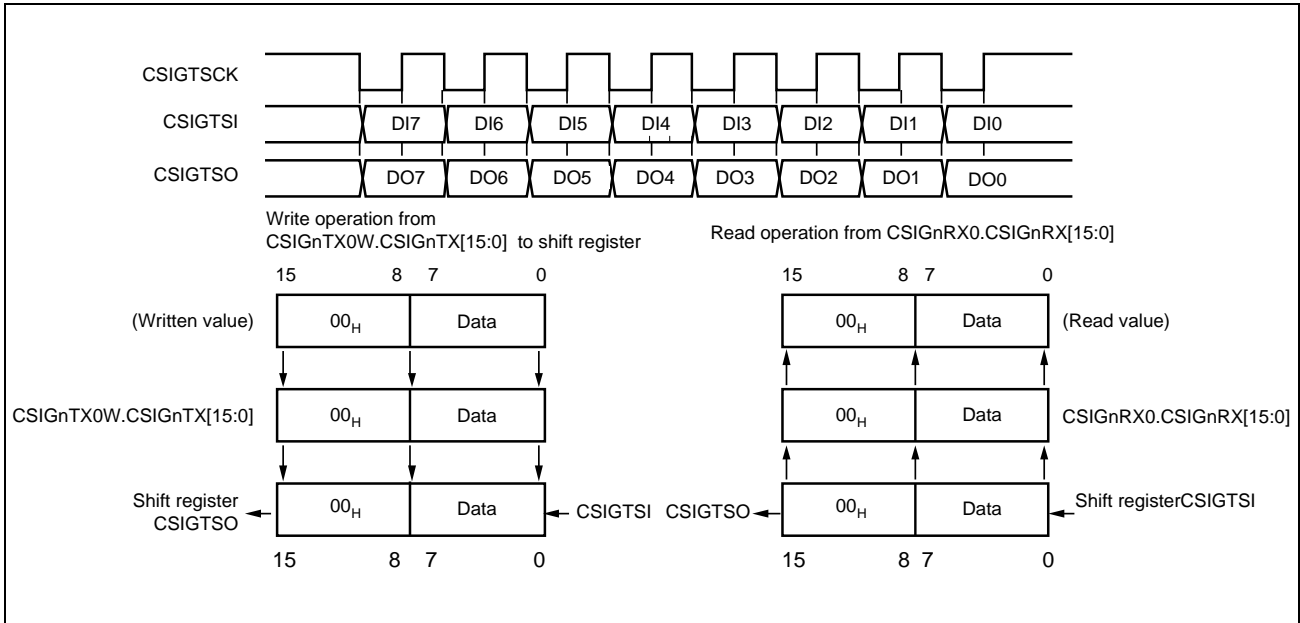 CSIGTSCK
CSIGTSI DI7 DI6 DI5 DI4 DI3 DI2 DI1 DI0
CSIGTSO DO7 DO6 DO5 DO4 DO3 DO2 DO1 DO0
Write operation from
CSIGnTX0W.CSIGnTX[15:0] to shift register
Read operation from CSIGnRX0.CSIGnRX[15:0]
15 8 7 0 15 8 7 0
(Written value) 00H Data 00H Data (Read value)
CSIGnTX0W.CSIGnTX[15:0] 00H Data 00H Data CSIGnRX0.CSIGnRX[15:0]
Shift register
CSIGTSO 00H Data CSIGTSI CSIGTSO 00H Data Shift registerCSIGTSI
15 8 7 0 15 8 7 0